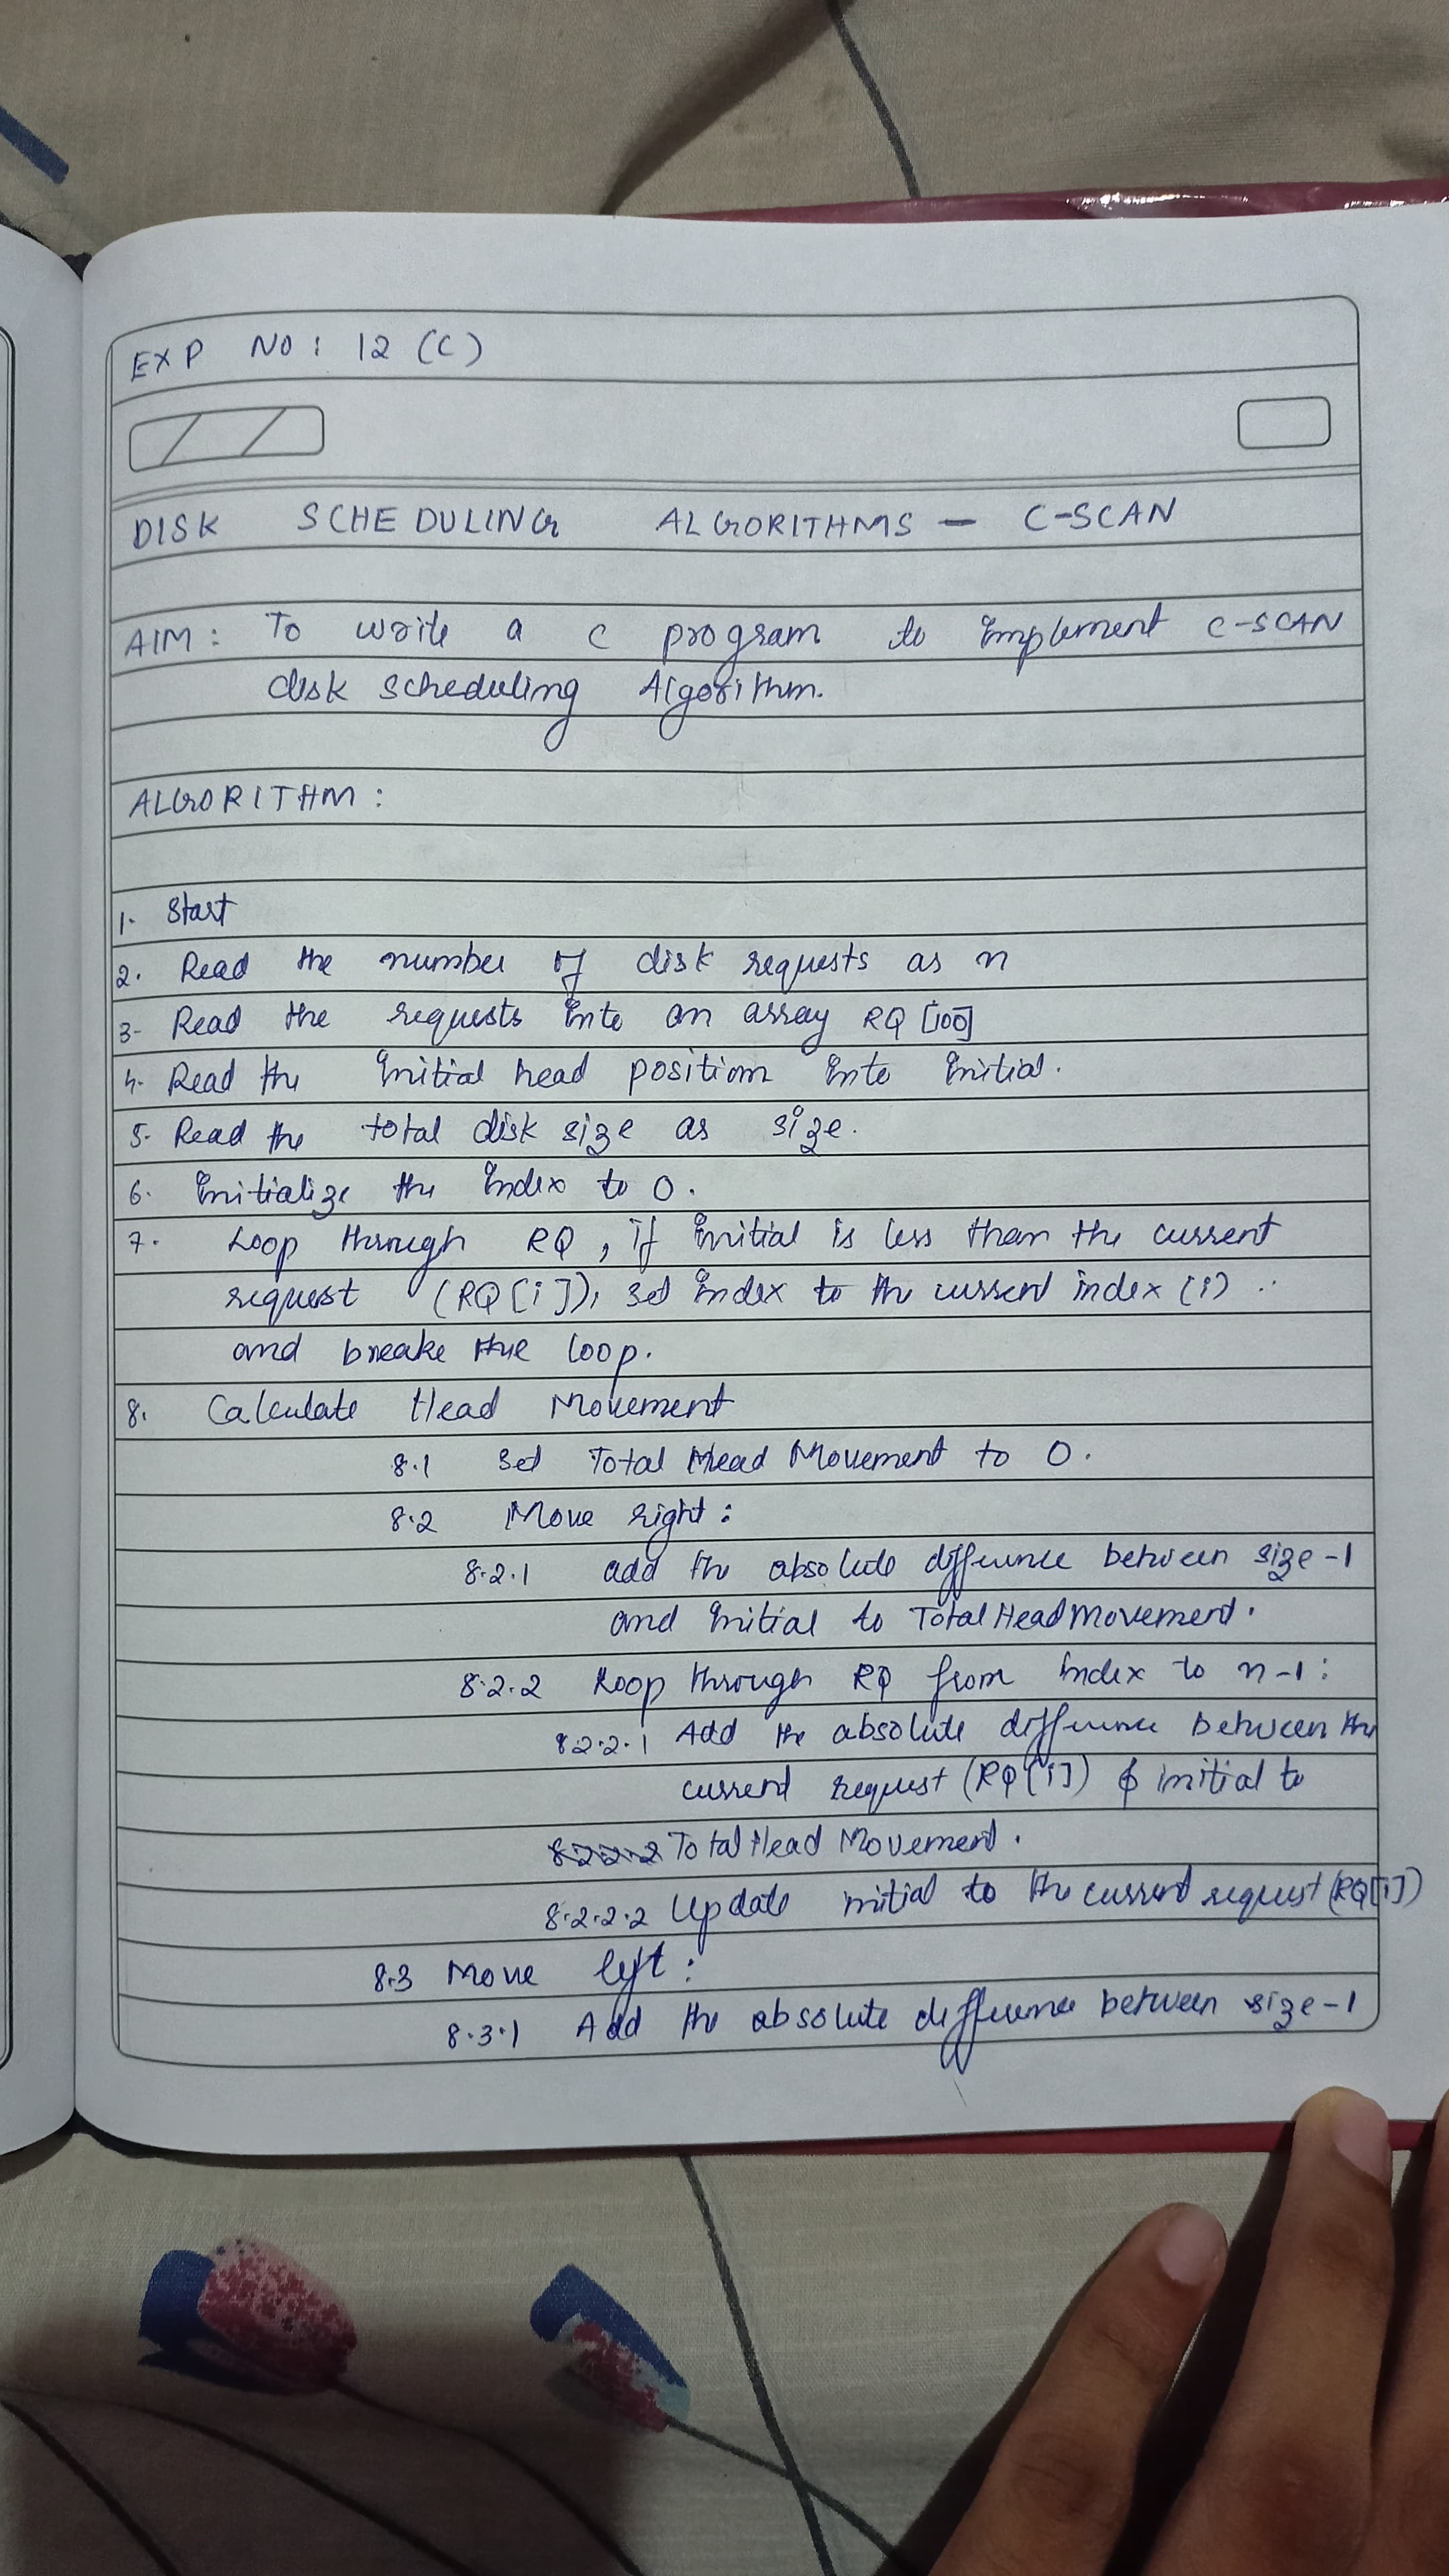 EXP NO: 12 (C)
DISK SCHEDULING ALGORITHMS - C-SCAN
AIM: To write a C program to implement C-SCAN
disk scheduling Algorithm.
ALGORITHM:
1. Start
2. Read the number of disk requests as n
3- Read the requests into an array RQ [100]
4. Read the initial head position into initial.
5. Read the total disk size as size.
6. Initialize the index to 0.
7. Loop through RQ, if initial is less than the current
request (RQ[i]), set index to the current index (i).
and breake the loop.
8. Calculate Head Movement
8.1 Set Total Head Movement to 0.
8.2 Move right:
8.2.1 add the absolute difference between size-1
and initial to Total Head Movement.
8.2.2 Loop through RQ from index to n-1:
8.2.2.1 Add the absolute difference between the
current request (RQ[i]) & initial to
8.2.2.2 Total Head Movement.
8.2.2.2 Update initial to the current request (RQ[i])
8.3 Move left:
8.3.1 Add the absolute difference between size-1